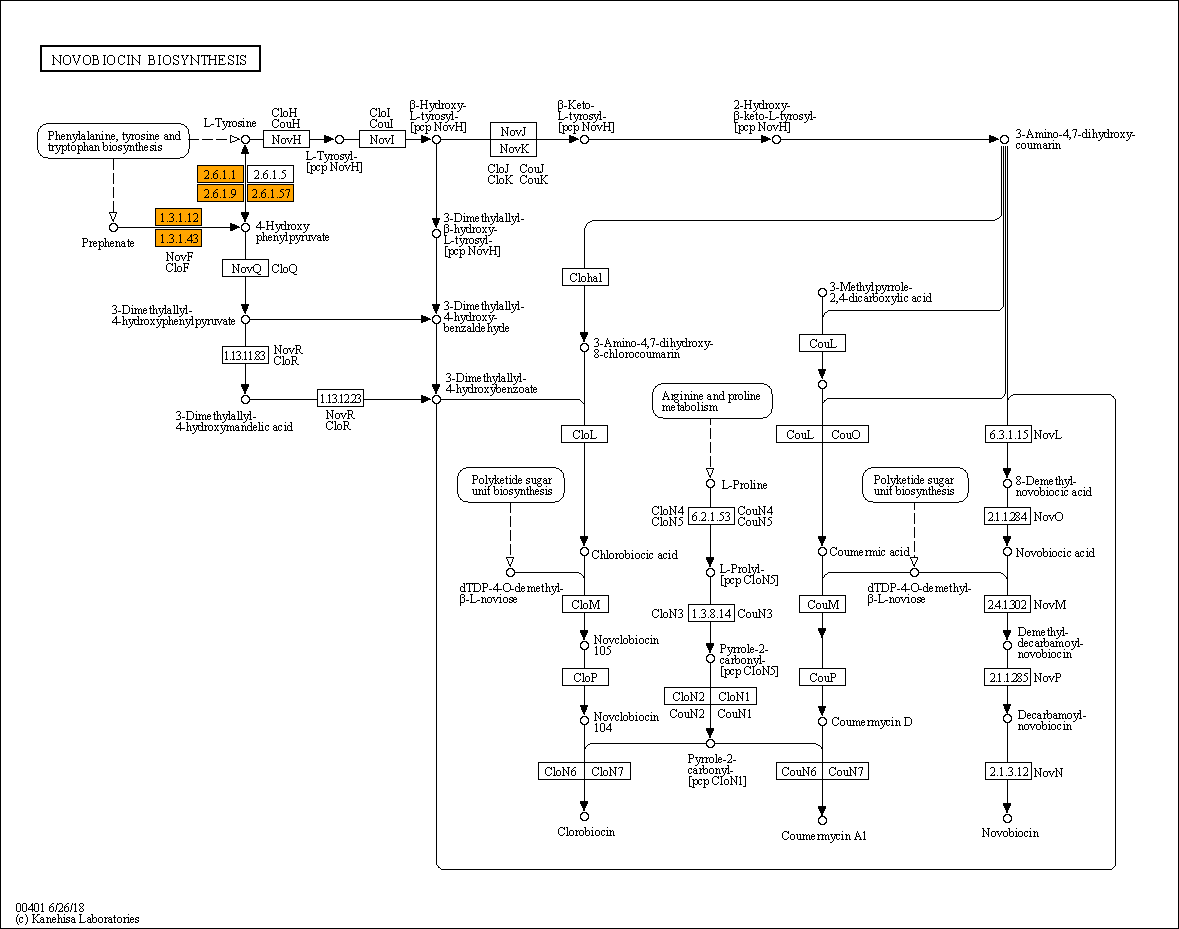 NOVOBIOCIN BIOSYNTHESIS
Phenylalanine, tyrosine and
tryptophan biosynthesis
L-Tyrosine
CloH
CouH
NovH
L-Tyrosyl-
[pcp NovH]
CloI
CouI
NovI
β-Hydroxy-
L-tyrosyl-
[pcp NovH]
NovJ
NovK
CloJ CouJ
CloK CouK
β-Keto-
L-tyrosyl-
[pcp NovH]
2-Hydroxy-
β-keto-L-tyrosyl-
[pcp NovH]
3-Amino-4,7-dihydroxy-
coumarin
2.6.1.1
2.6.1.5
2.6.1.9
2.6.1.57
Prephenate
1.3.1.12
1.3.1.43
NovF
CloF
4-Hydroxy
phenylpyruvate
NovQ
CloQ
3-Dimethylallyl-
β-hydroxy-
L-tyrosyl-
[pcp NovH]
Clohal
3-Methylpyrrole-
2,4-dicarboxylic acid
3-Dimethylallyl-
4-hydroxyphenylpyruvate
3-Dimethylallyl-
4-hydroxy-
benzaldehyde
3-Amino-4,7-dihydroxy-
8-chlorocoumarin
CouL
1.13.11.83
NovR
CloR
3-Dimethylallyl-
4-hydroxymandelic acid
1.13.12.23
NovR
CloR
3-Dimethylallyl-
4-hydroxybenzoate
Arginine and proline
metabolism
CloL
CouL
CouO
6.3.1.15
NovL
Polyketide sugar
unif biosynthesis
L-Proline
Polyketide sugar
unif biosynthesis
8-Demethyl-
novobiocic acid
CloN4
CloN5
6.2.1.53
CouN4
CouN5
2.1.1.284
NovO
Chlorobiocic acid
Coumermic acid
Novobiocic acid
dTDP-4-O-demethyl-
β-L-noviose
L-Prolyl-
[pcp CloN5]
dTDP-4-O-demethyl-
β-L-noviose
CloM
CloN3
1.3.8.14
CouN3
CouM
2.4.1.302
NovM
Novclobiocin
105
Pyrrole-2-
carbonyl-
[pcp CloN5]
Demethyl-
decarbamoyl-
novobiocin
CloP
CloN2
CloN1
CouN2
CouN1
CouP
2.1.1.285
NovP
Novclobiocin
104
Coumermycin D
Decarbamoyl-
novobiocin
Pyrrole-2-
carbonyl-
[pcp CloN1]
CloN6
CloN7
CouN6
CouN7
2.1.3.12
NovN
Clorobiocin
Coumermycin A1
Novobiocin
00401 6/26/18
(c) Kanehisa Laboratories